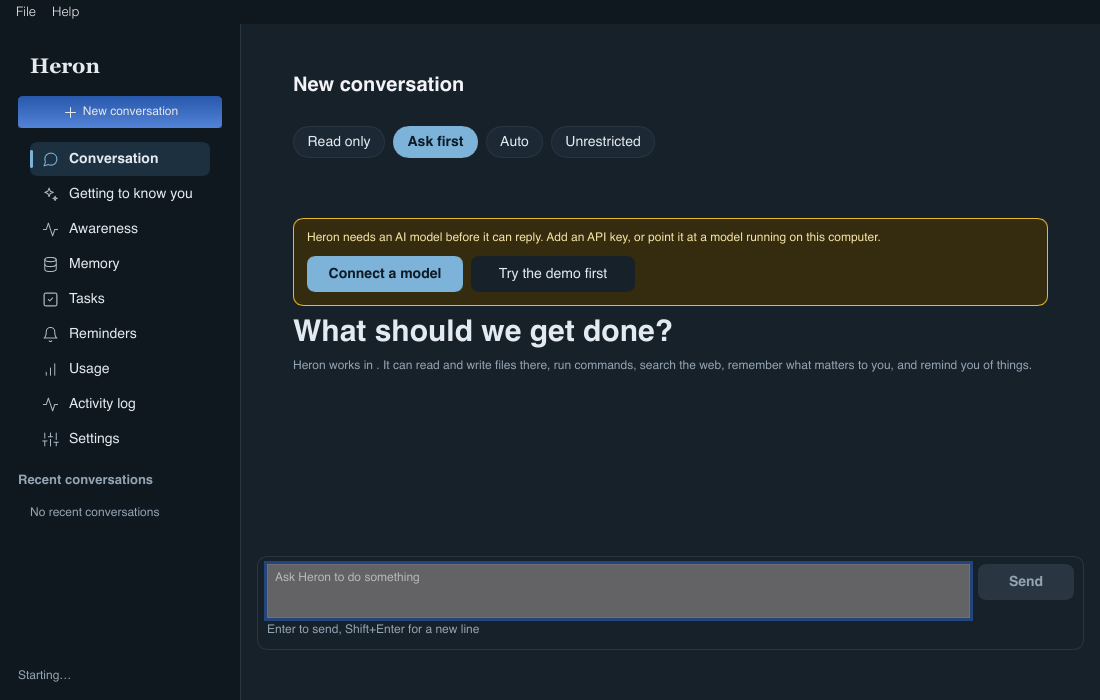 File Help
Heron
New conversation
Conversation
Getting to know you
Awareness
Memory
Tasks
Reminders
Usage
Activity log
Settings
Recent conversations
No recent conversations
Starting…
New conversation
Read only Ask first Auto Unrestricted
Heron needs an AI model before it can reply. Add an API key, or point it at a model running on this computer.
Connect a model Try the demo first
What should we get done?
Heron works in . It can read and write files there, run commands, search the web, remember what matters to you, and remind you of things.
Ask Heron to do something
Send
Enter to send, Shift+Enter for a new line